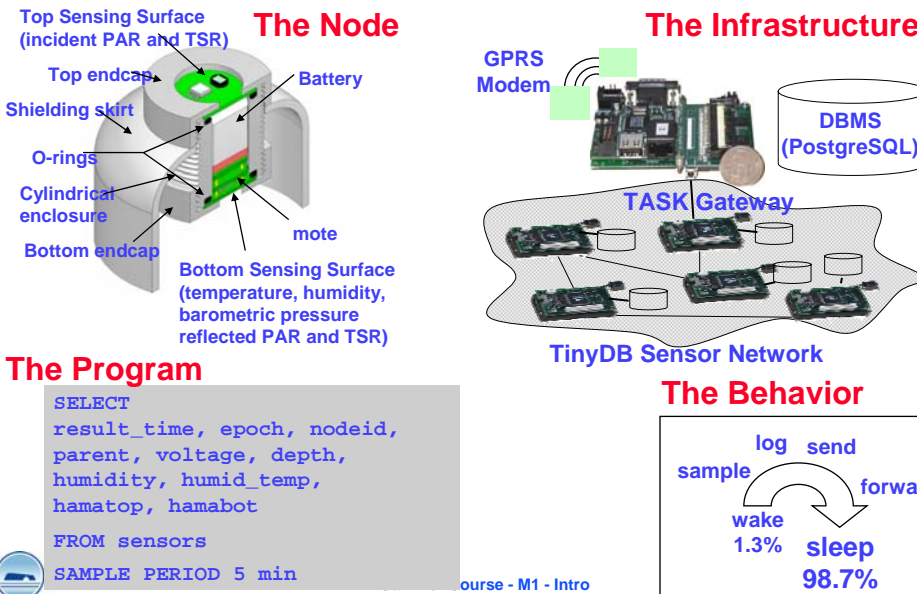 The Node
Top Sensing Surface
(incident PAR and TSR)
Top endcap
Shielding skirt
O-rings
Cylindrical
enclosure
Bottom endcap
Battery
mote
Bottom Sensing Surface
(temperature, humidity,
barometric pressure
reflected PAR and TSR)
The Infrastructure
GPRS
Modem
DBMS
(PostgreSQL)
TASK Gateway
TinyDB Sensor Network
The Program
SELECT
result_time, epoch, nodeid,
parent, voltage, depth,
humidity, humid_temp,
hamatop, hamabot
FROM sensors
SAMPLE PERIOD 5 min
The Behavior
log send
sample
forwa
wake
1.3%
sleep
98.7%
ourse - M1 - Intro